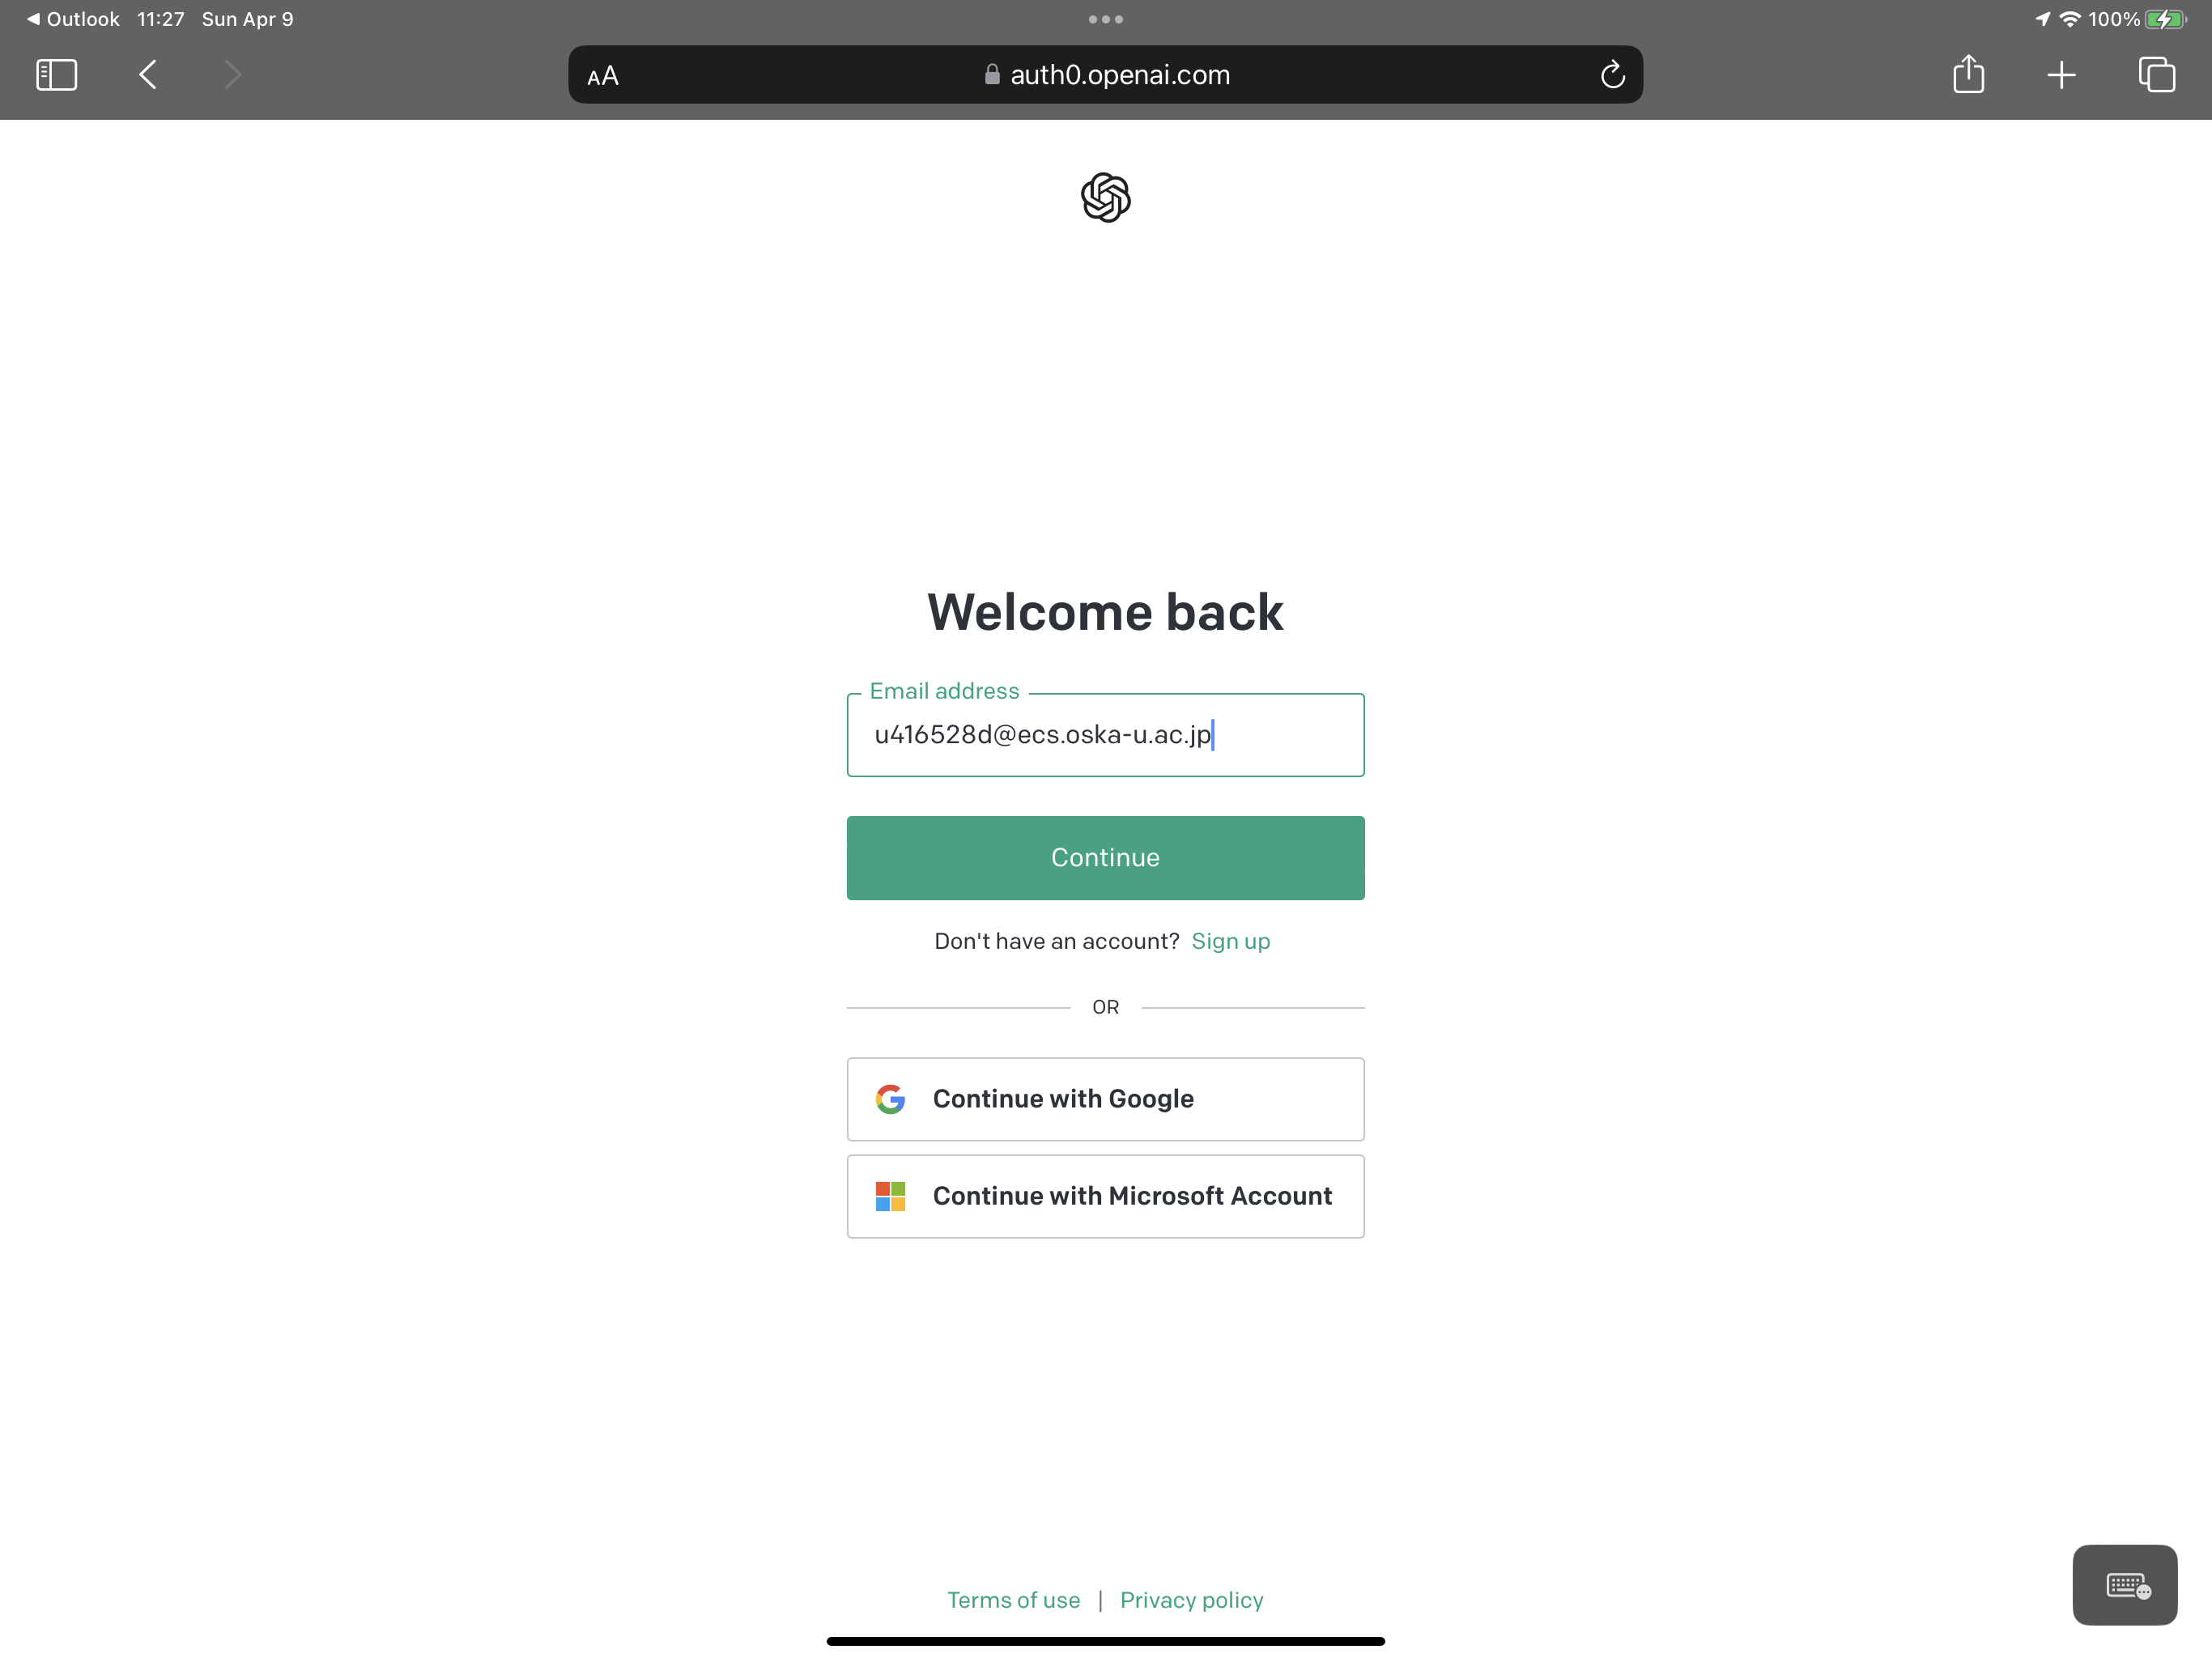 Outlook 11:27 Sun Apr 9
100%
AA
auth0.openai.com
Welcome back
Email address
u416528d@ecs.oska-u.ac.jp
Continue
Don't have an account? Sign up
OR
Continue with Google
Continue with Microsoft Account
Terms of use | Privacy policy